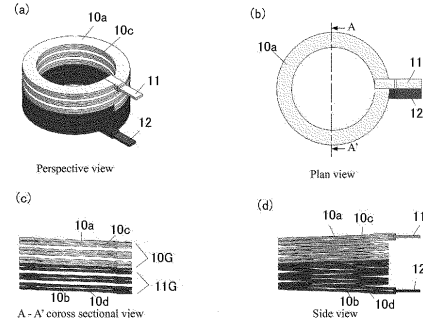 (a)
10a
10c
11
12
Perspective view
(b)
10a
A
11
12
A'
Plan view
(c)
10a
10c
10G
11G
10b
10d
A - A' coross sectional view
(d)
10a
10c
11
12
10b
10d
Side view